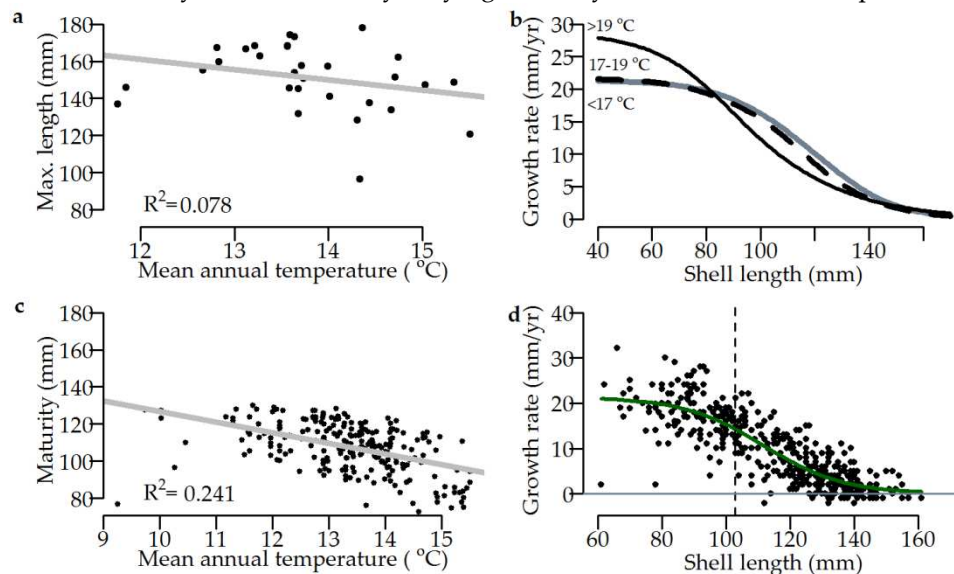 a
Max. length (mm)
180
160
140
120
100
80
R²=0.078
12 13 14 15
Mean annual temperature ( °C)
b
Growth rate (mm/yr)
30
25
20
15
10
5
0
>19 °C
17-19 °C
<17 °C
40 60 80 100 140
Shell length (mm)
c
Maturity (mm)
180
160
140
120
100
80
R²= 0.241
9 10 11 12 13 14 15
Mean annual temperature (°C)
d
Growth rate (mm/yr)
40
30
20
10
0
60 80 100 120 140 160
Shell length (mm)